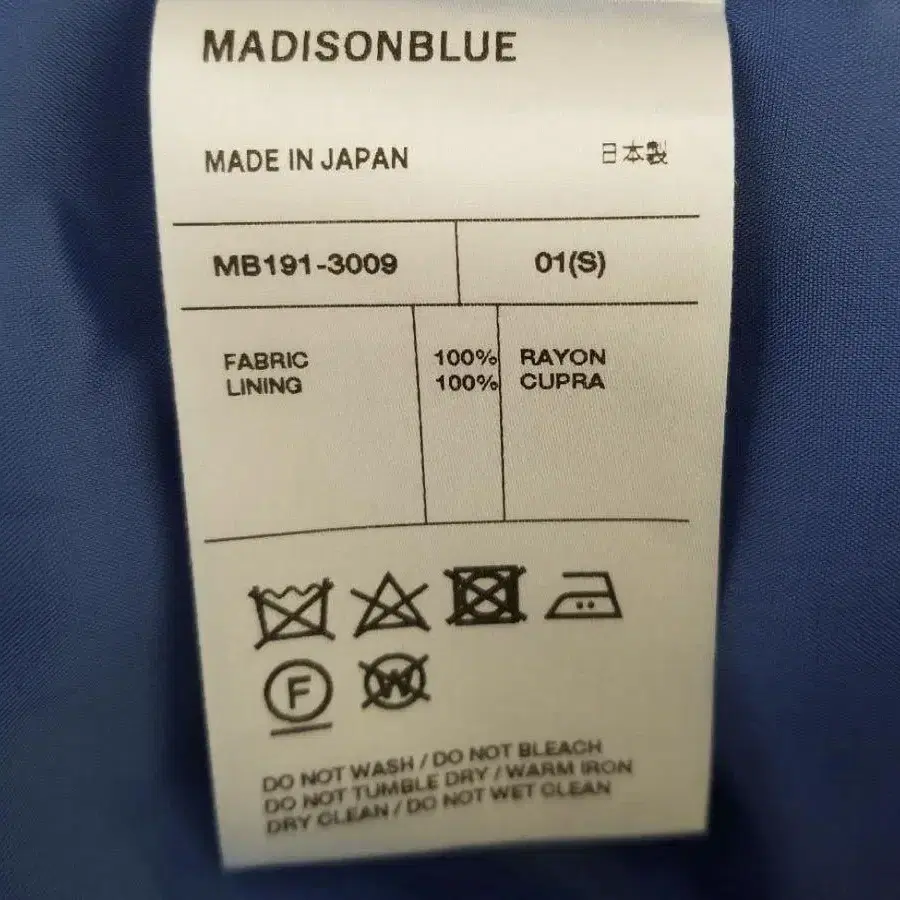 MADISONBLUE
MADE IN JAPAN 日本製
MB191-3009 01(S)
FABRIC 100% RAYON
LINING 100% CUPRA
F W
DO NOT WASH / DO NOT BLEACH
DO NOT TUMBLE DRY / WARM IRON
DRY CLEAN / DO NOT WET CLEAN